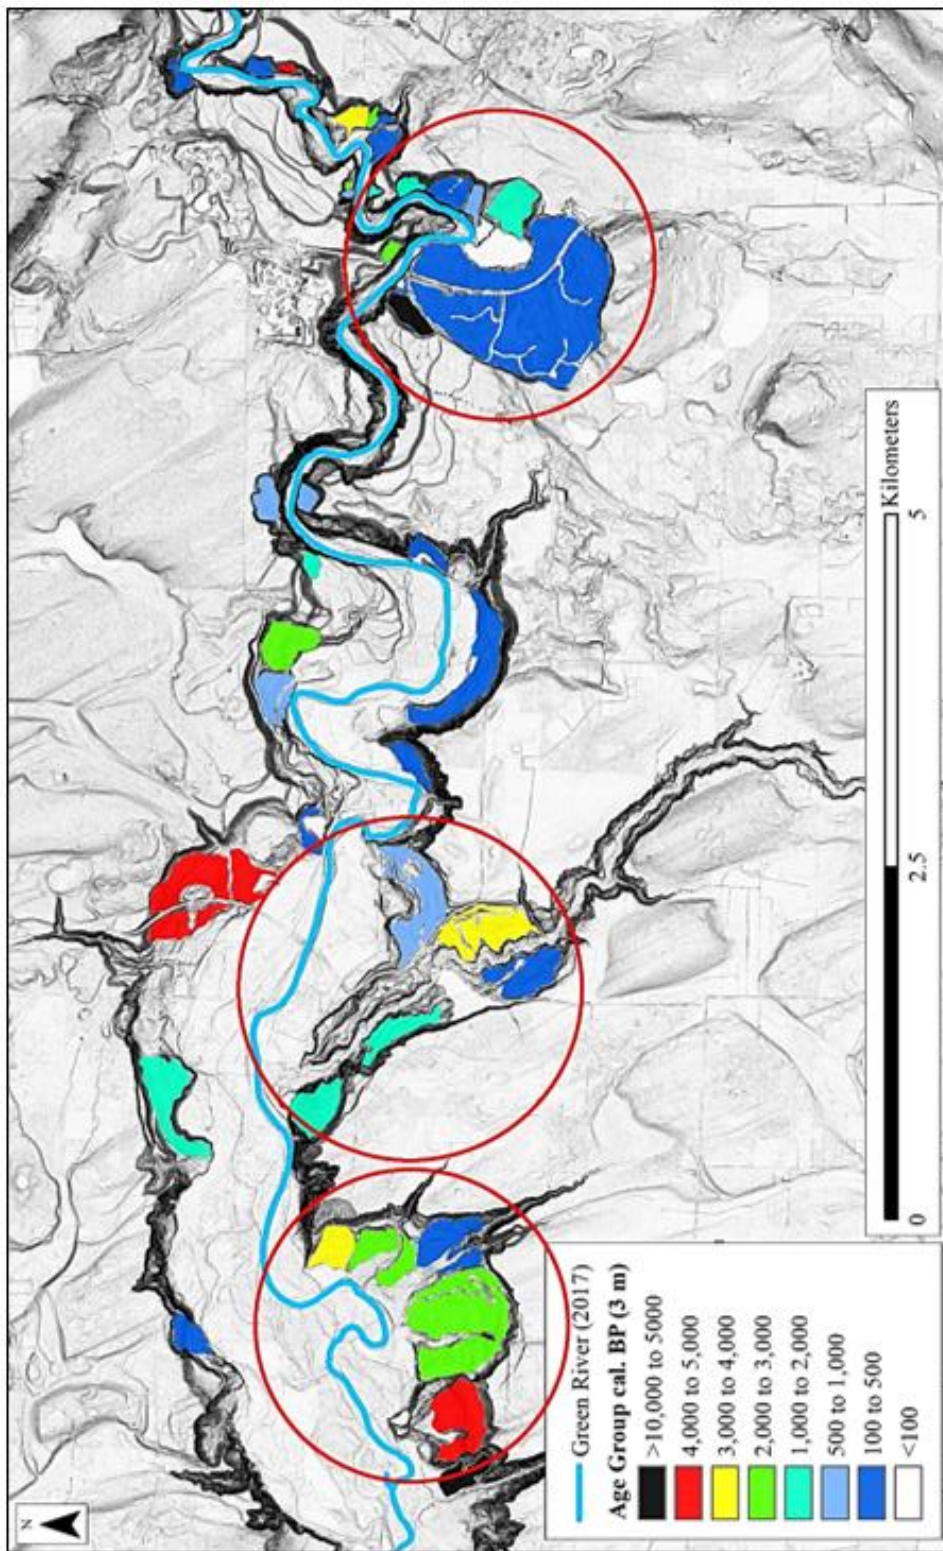 N
Green River (2017)
Age Group cal. BP (3 m)
>10,000 to 5000
4,000 to 5,000
3,000 to 4,000
2,000 to 3,000
1,000 to 2,000
500 to 1,000
100 to 500
<100
0 2.5 5
Kilometers